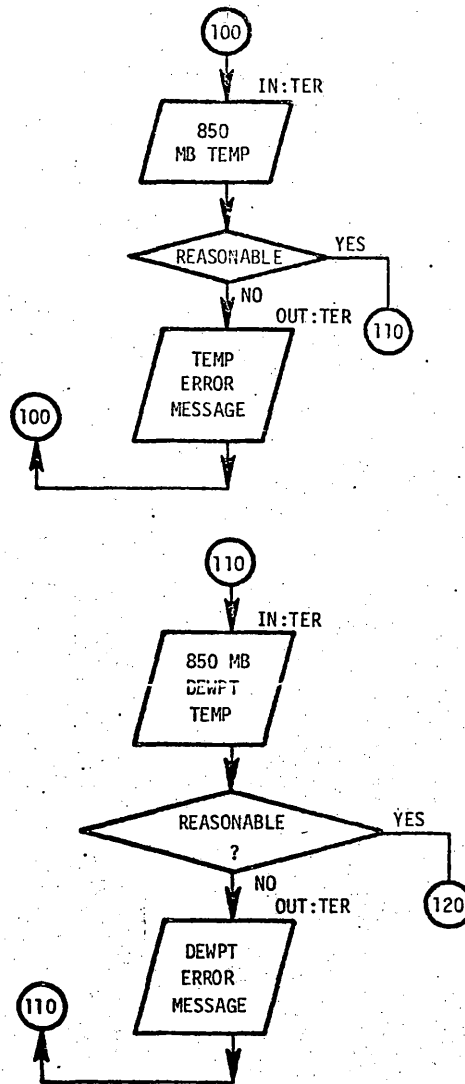 100
IN:TER
850
MB TEMP
REASONABLE
YES
NO
OUT:TER
110
TEMP
ERROR
MESSAGE
100
110
IN:TER
850 MB
DEWPT
TEMP
REASONABLE
?
YES
NO
OUT:TER
120
DEWPT
ERROR
MESSAGE
110